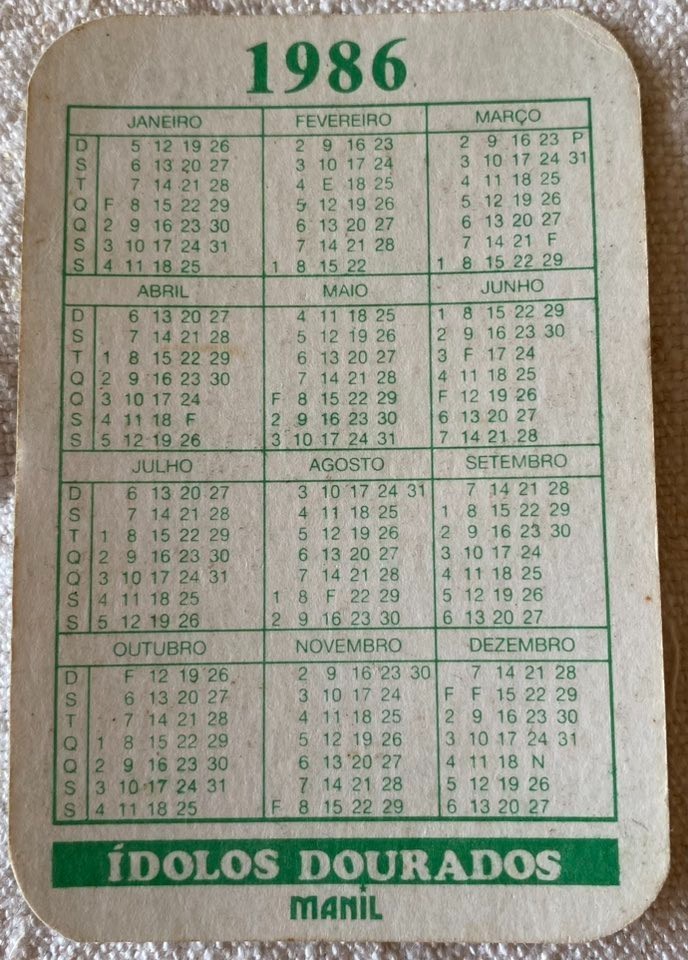 1986
JANEIRO FEVEREIRO MARÇO
D 5 12 19 26 2 9 16 23 2 9 16 23 P
S 6 13 20 27 3 10 17 24 3 10 17 24 31
T 7 14 21 28 4 E 18 25 4 11 18 25
Q F 8 15 22 29 5 12 19 26 5 12 19 26
Q 2 9 16 23 30 6 13 20 27 6 13 20 27
S 3 10 17 24 31 7 14 21 28 7 14 21 F
S 4 11 18 25 1 8 15 22 1 8 15 22 29
ABRIL MAIO JUNHO
D 6 13 20 27 4 11 18 25 1 8 15 22 29
S 7 14 21 28 5 12 19 26 2 9 16 23 30
T 1 8 15 22 29 6 13 20 27 3 F 17 24
Q 2 9 16 23 30 7 14 21 28 4 11 18 25
Q 3 10 17 24 F 8 15 22 29 F 12 19 26
S 4 11 18 F 2 9 16 23 30 6 13 20 27
S 5 12 19 26 3 10 17 24 31 7 14 21 28
JULHO AGOSTO SETEMBRO
D 6 13 20 27 3 10 17 24 31 7 14 21 28
S 7 14 21 28 4 11 18 25 1 8 15 22 29
T 1 8 15 22 29 5 12 19 26 2 9 16 23 30
Q 2 9 16 23 30 6 13 20 27 3 10 17 24
Q 3 10 17 24 31 7 14 21 28 4 11 18 25
S 4 11 18 25 1 8 F 22 29 5 12 19 26
S 5 12 19 26 2 9 16 23 30 6 13 20 27
OUTUBRO NOVEMBRO DEZEMBRO
D F 12 19 26 2 9 16 23 30 7 14 21 28
S 6 13 20 27 3 10 17 24 F F 15 22 29
T 7 14 21 28 4 11 18 25 2 9 16 23 30
Q 1 8 15 22 29 5 12 19 26 3 10 17 24 31
Q 2 9 16 23 30 6 13 20 27 4 11 18 N
S 3 10 17 24 31 7 14 21 28 5 12 19 26
S 4 11 18 25 F 8 15 22 29 6 13 20 27
ÍDOLOS DOURADOS
MANIL